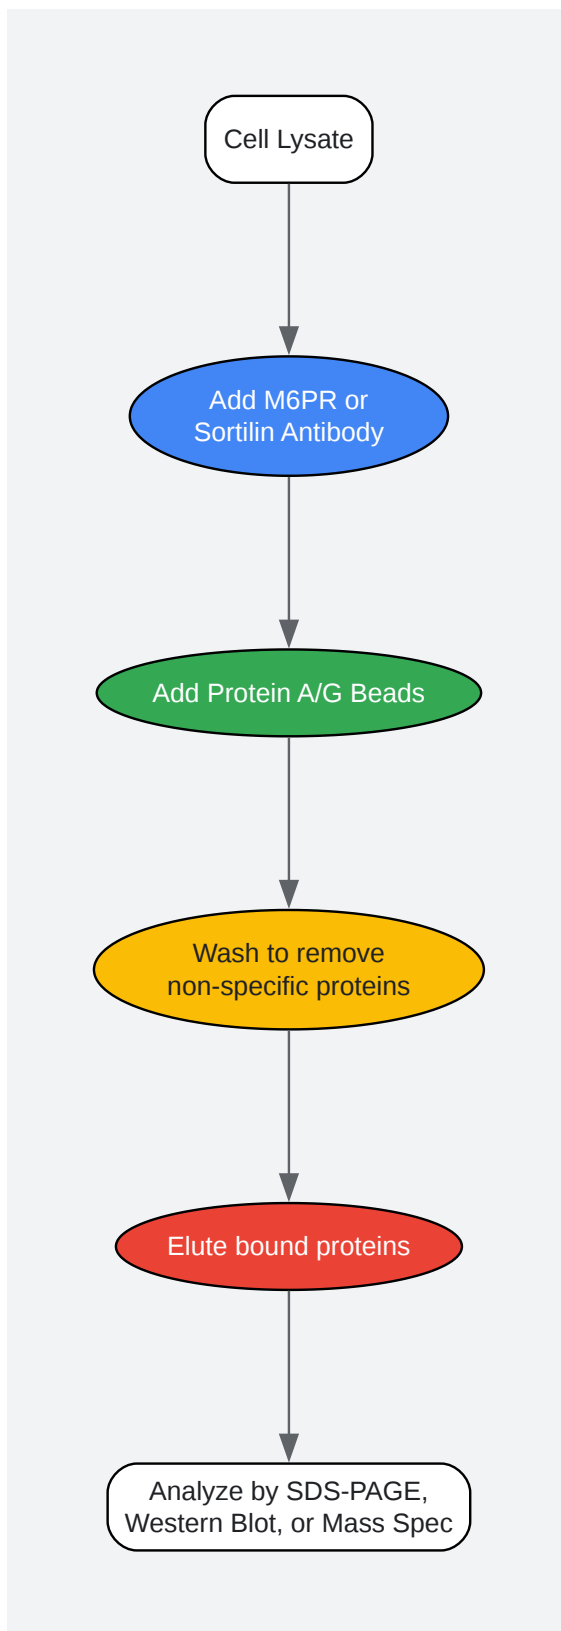 Cell Lysate
Add M6PR or
Sortilin Antibody
Add Protein A/G Beads
Wash to remove
non-specific proteins
Elute bound proteins
Analyze by SDS-PAGE,
Western Blot, or Mass Spec